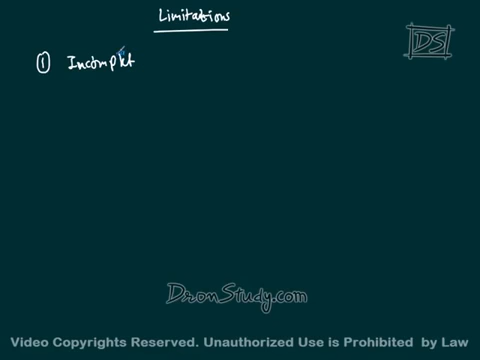 Limitations
DS
① Incomplet
DronStudy.com
Video Copyrights Reserved. Unauthorized Use is Prohibited by Law